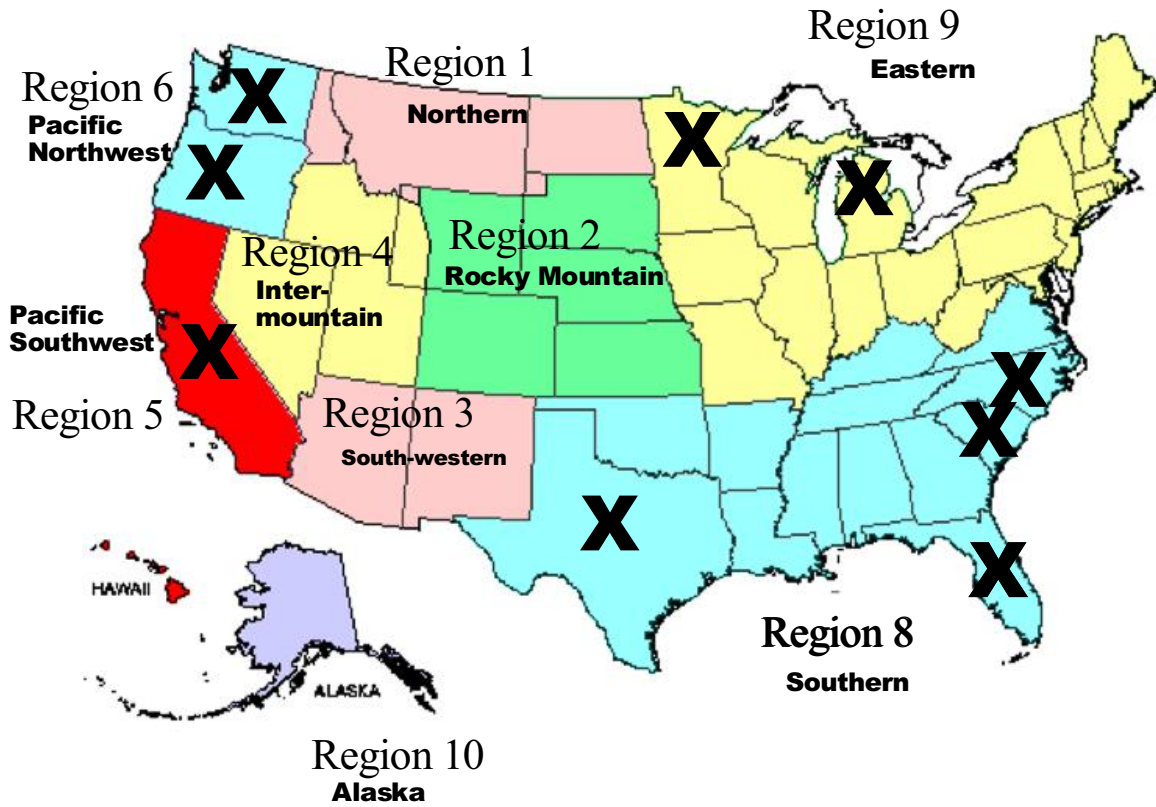 Region 9
Eastern
Region 1
Northern
Region 6
Pacific
Northwest
X
X
X
X
Region 2
Rocky Mountain
Region 4
Inter-
mountain
Pacific
Southwest
X
Region 5
Region 3
South-western
X
X
X
X
HAWAII
ALASKA
Region 8
Southern
Region 10
Alaska